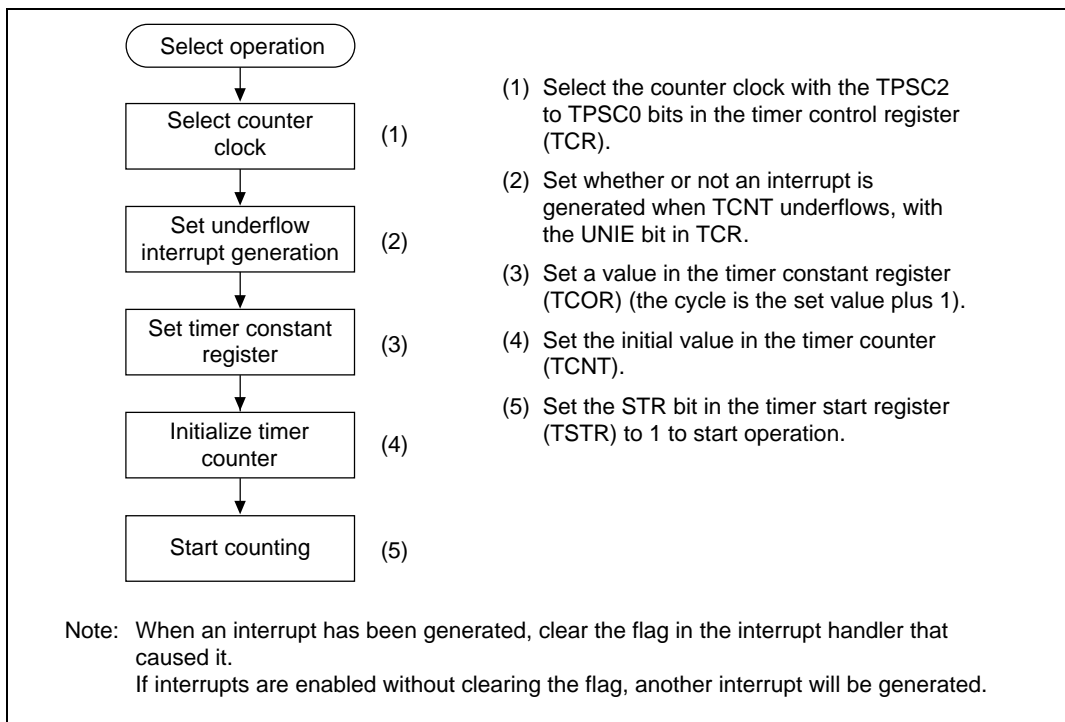 Select operation
Select counter
clock
(1)
Set underflow
interrupt generation
(2)
Set timer constant
register
(3)
Initialize timer
counter
(4)
Start counting
(5)
(1) Select the counter clock with the TPSC2
to TPSC0 bits in the timer control register
(TCR).
(2) Set whether or not an interrupt is
generated when TCNT underflows, with
the UNIE bit in TCR.
(3) Set a value in the timer constant register
(TCOR) (the cycle is the set value plus 1).
(4) Set the initial value in the timer counter
(TCNT).
(5) Set the STR bit in the timer start register
(TSTR) to 1 to start operation.
Note: When an interrupt has been generated, clear the flag in the interrupt handler that
caused it.
If interrupts are enabled without clearing the flag, another interrupt will be generated.